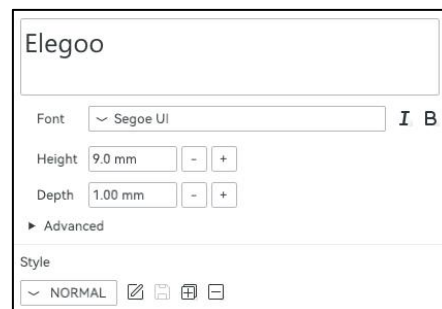 Elegoo
Font Segoe UI I B
Height 9.0 mm - +
Depth 1.00 mm - +
Advanced
Style
NORMAL